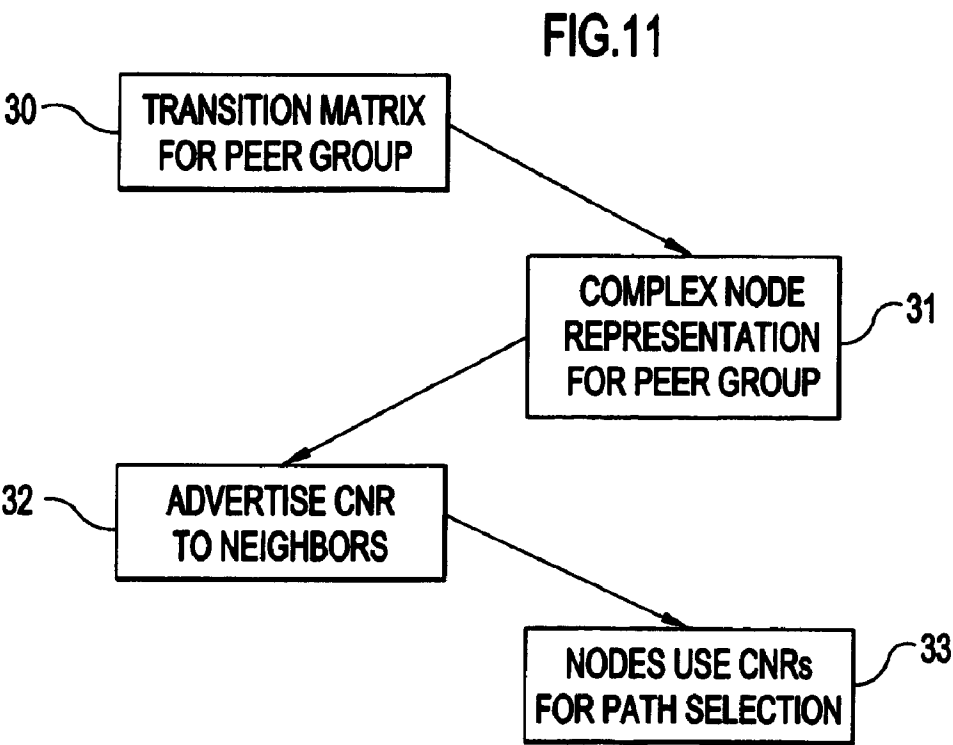 FIG.11
30
TRANSITION MATRIX
FOR PEER GROUP
COMPLEX NODE
REPRESENTATION
FOR PEER GROUP
31
32
ADVERTISE CNR
TO NEIGHBORS
NODES USE CNRs
FOR PATH SELECTION
33